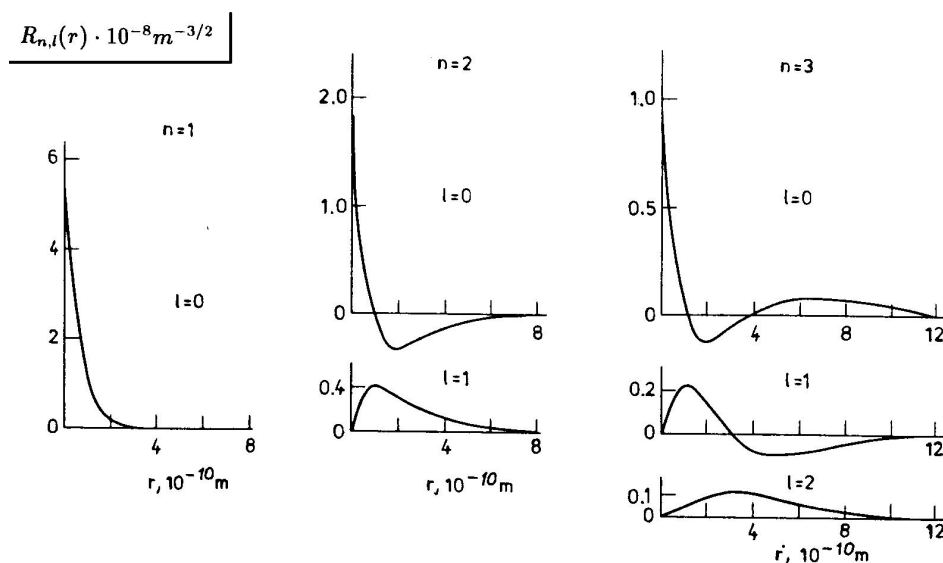 R_{n,l}(r) · 10^{-8} m^{-3/2}
n=1
6
4
2
0
l=0
4 8
r, 10^{-10} m
n=2
2.0
1.0
0
l=0
8
0.4
0
l=1
4 8
r, 10^{-10} m
n=3
1.0
0.5
0
l=0
4 8 12
0.2
0
l=1
12
0.1
0
l=2
4 8 12
r, 10^{-10} m